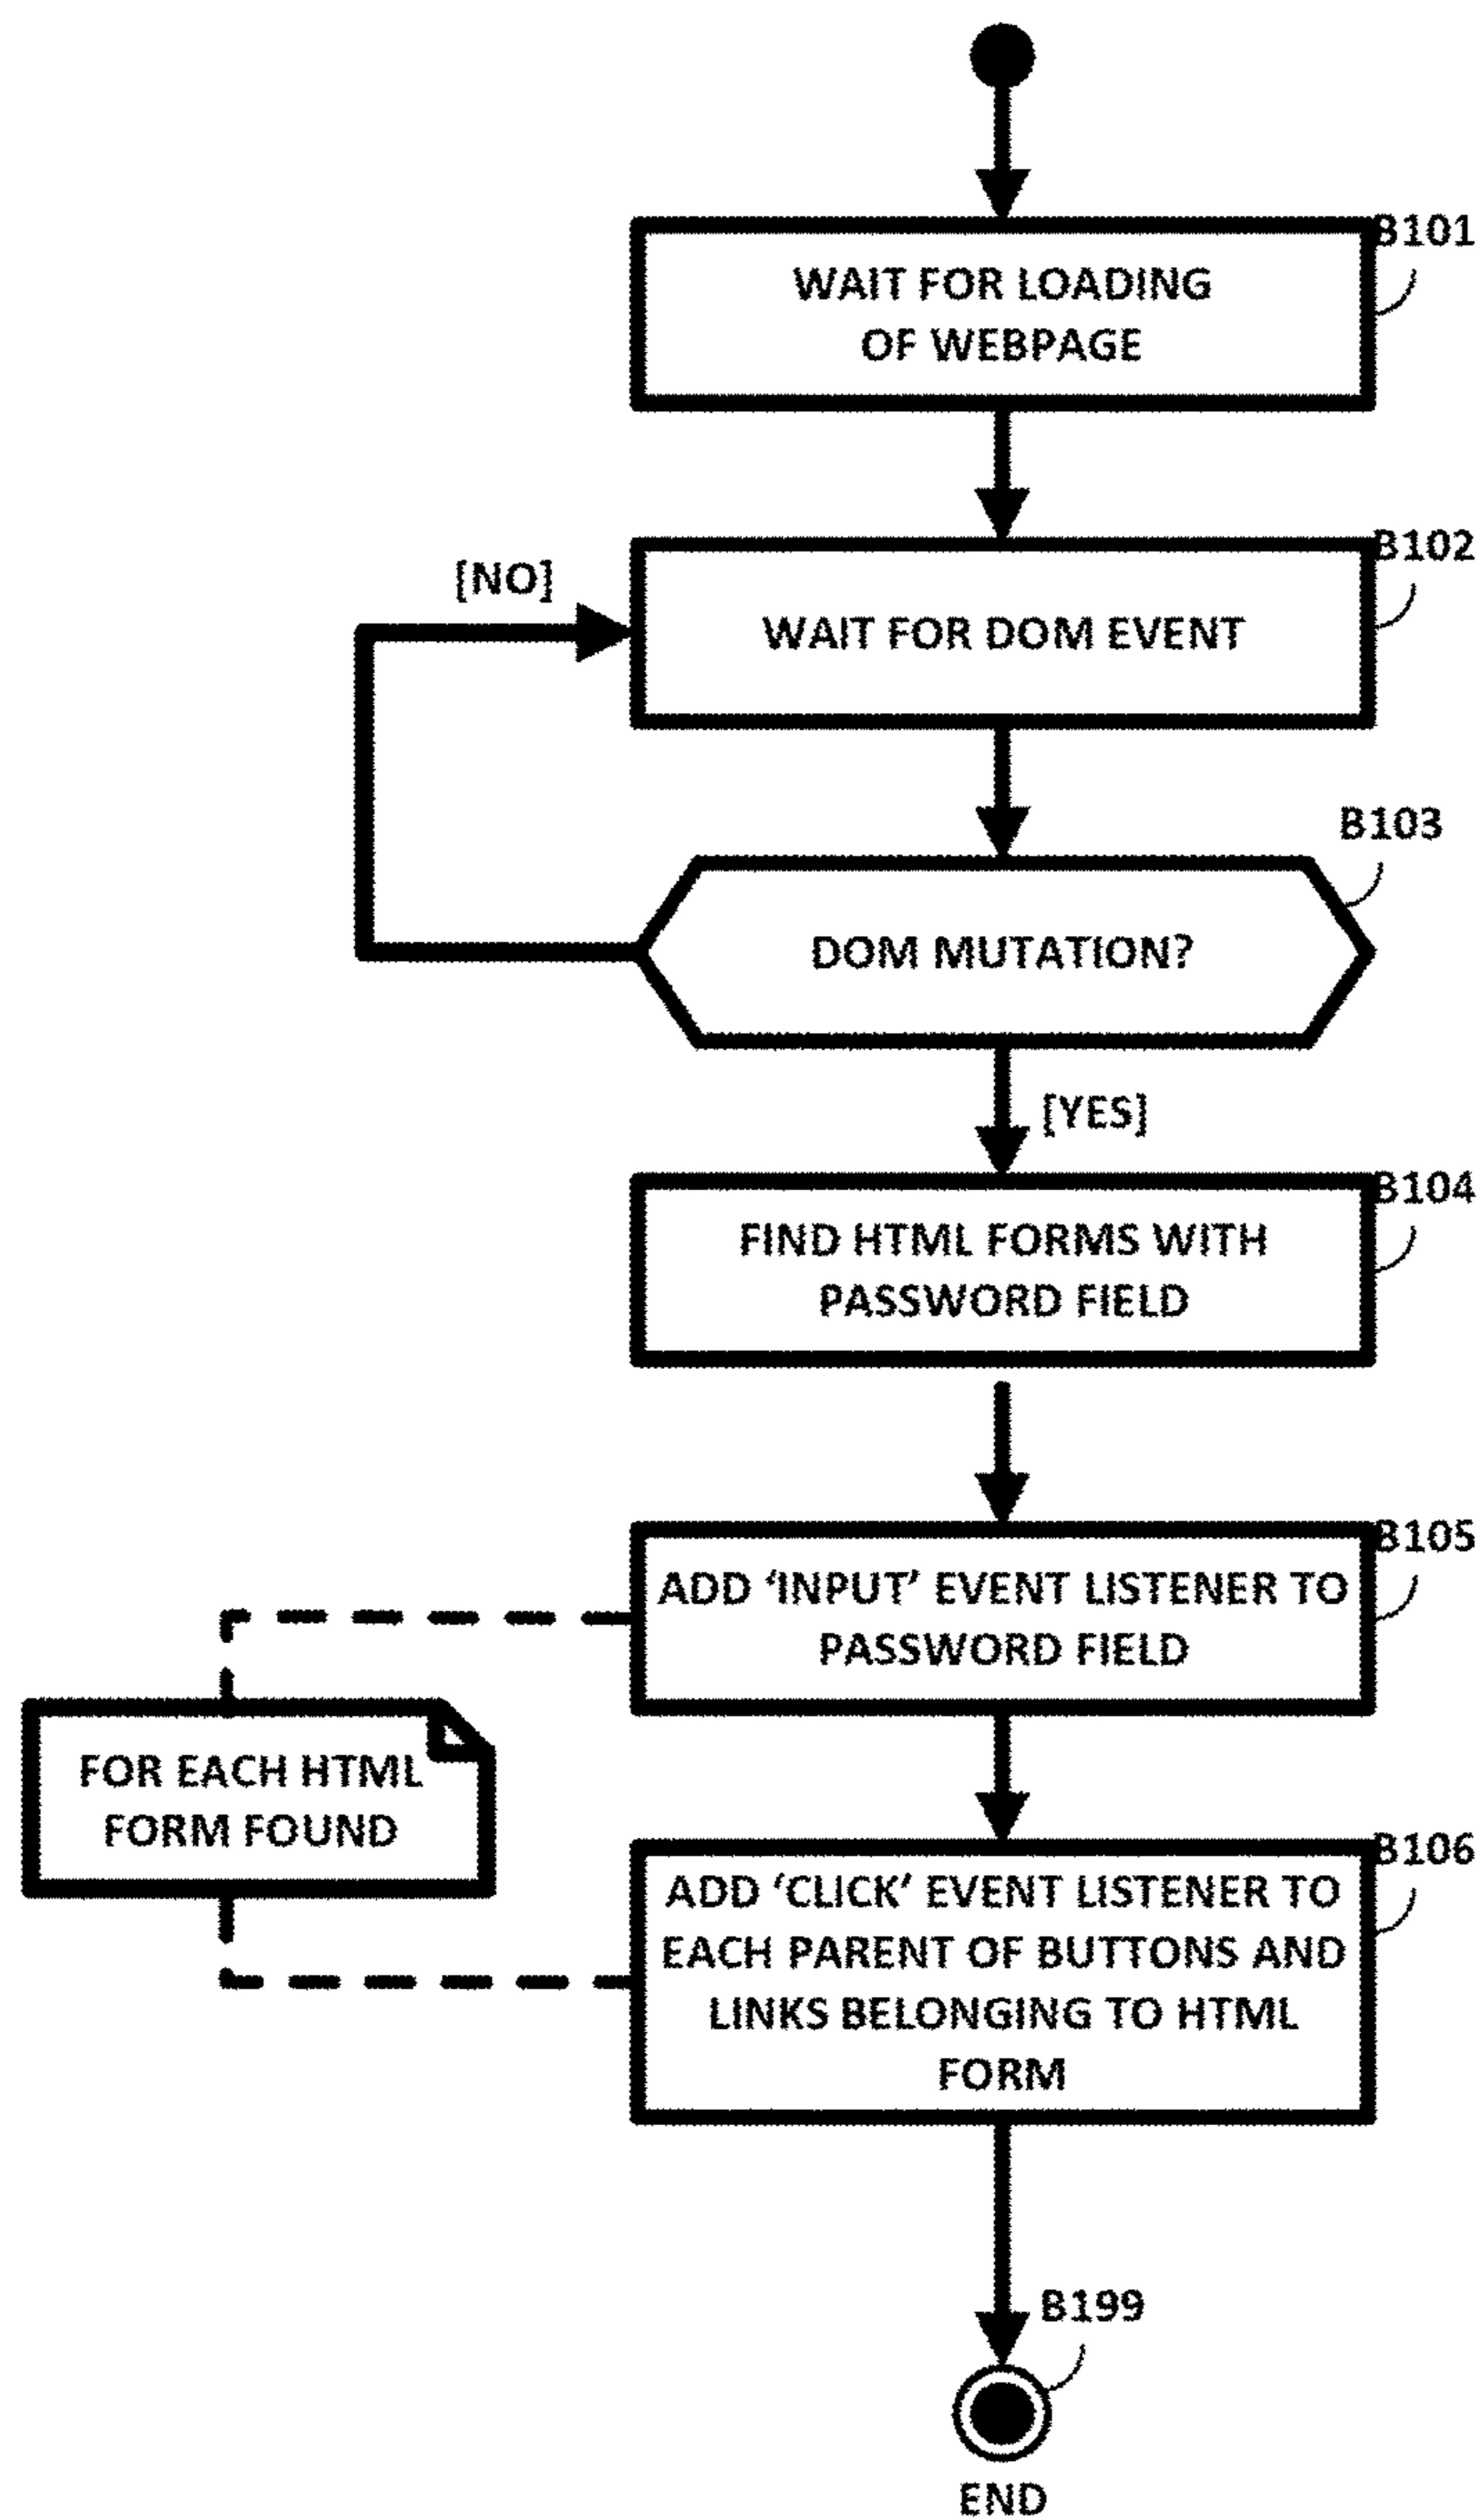 B101
WAIT FOR LOADING
OF WEBPAGE
B102
[NO]
WAIT FOR DOM EVENT
B103
DOM MUTATION?
[YES]
B104
FIND HTML FORMS WITH
PASSWORD FIELD
B105
ADD ‘INPUT’ EVENT LISTENER TO
PASSWORD FIELD
FOR EACH HTML
FORM FOUND
B106
ADD ‘CLICK’ EVENT LISTENER TO
EACH PARENT OF BUTTONS AND
LINKS BELONGING TO HTML
FORM
B199
END